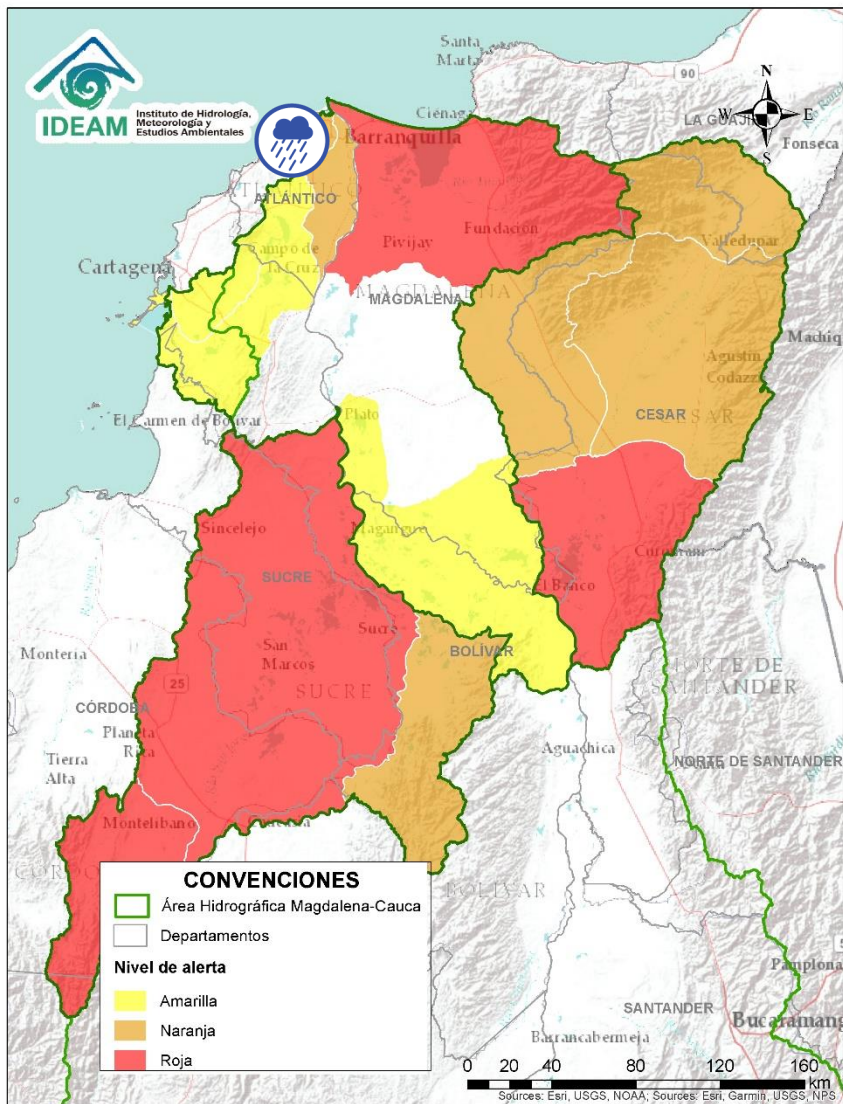 IDEAM
Instituto de Hidrología,
Meteorología y
Estudios Ambientales
Santa
Marta
90
N
W
E
S
LA GUAJIRA
Ciénaga
Fonseca
Barranquilla
ATLÁNTICO
Fundación
Pivijay
Valledupar
Campo de
la Cruz
Cartagena
MAGDALENA
Agustín
Codazzi
CESAR
El Carmen de Bolívar
Plato
Sincelejo
Magangué
SUCRE
El Banco
Sucre
San
Marcos
BOLÍVAR
SUCRE
Monteria
25
NORTE DE
SANTANDER
CÓRDOBA
Planeta
Rica
Tierra
Alta
Aguachica
NORTE DE SANTANDER
Montelibano
BOLÍVAR
CONVENCIONES
Área Hidrográfica Magdalena-Cauca
Departamentos
Nivel de alerta
Amarilla
Naranja
Roja
Pamplona
SANTANDER
Barrancabermeja
0 20 40 80 120 160
km
Sources: Esri, USGS, NOAA; Sources: Esri, Garmin, USGS, NPS